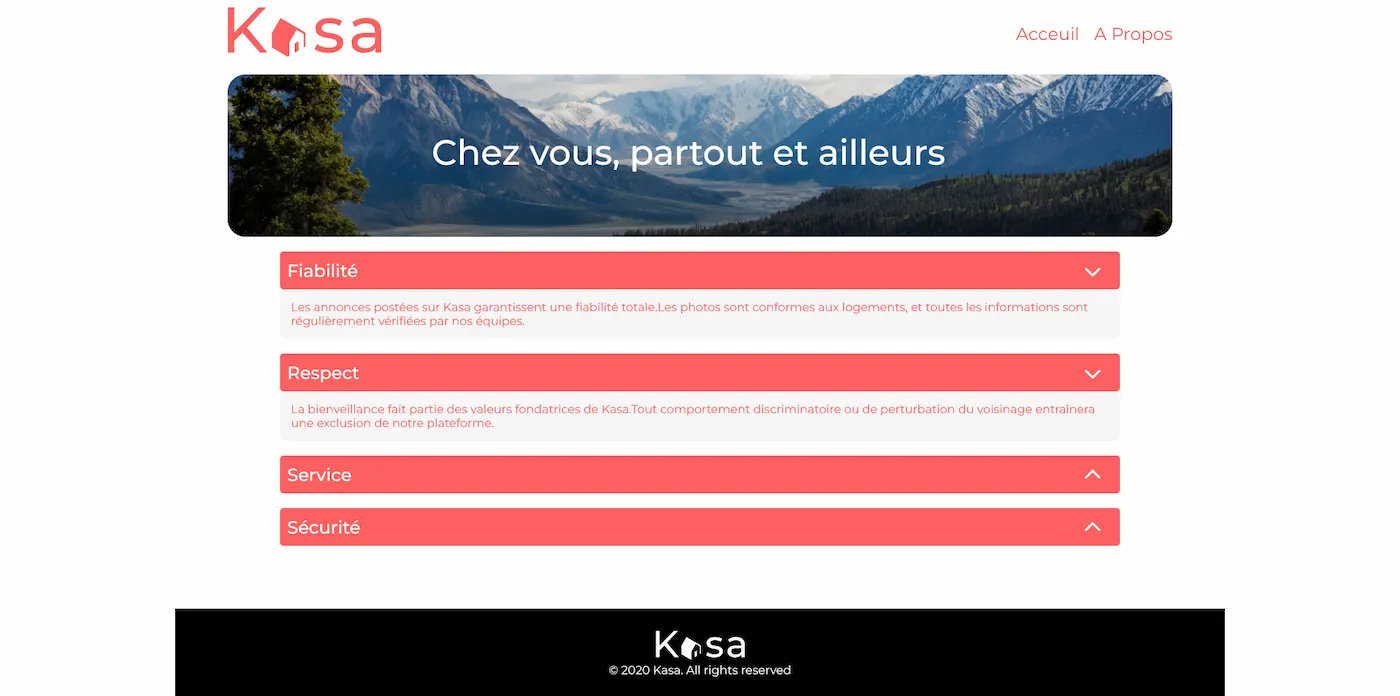 Kasa
Acceuil A Propos
Chez vous, partout et ailleurs
Fiabilité
Les annonces postées sur Kasa garantissent une fiabilité totale.Les photos sont conformes aux logements, et toutes les informations sont
régulièrement vérifiées par nos équipes.
Respect
La bienveillance fait partie des valeurs fondatrices de Kasa.Tout comportement discriminatoire ou de perturbation du voisinage entraînera
une exclusion de notre plateforme.
Service
Sécurité
Kasa
© 2020 Kasa. All rights reserved